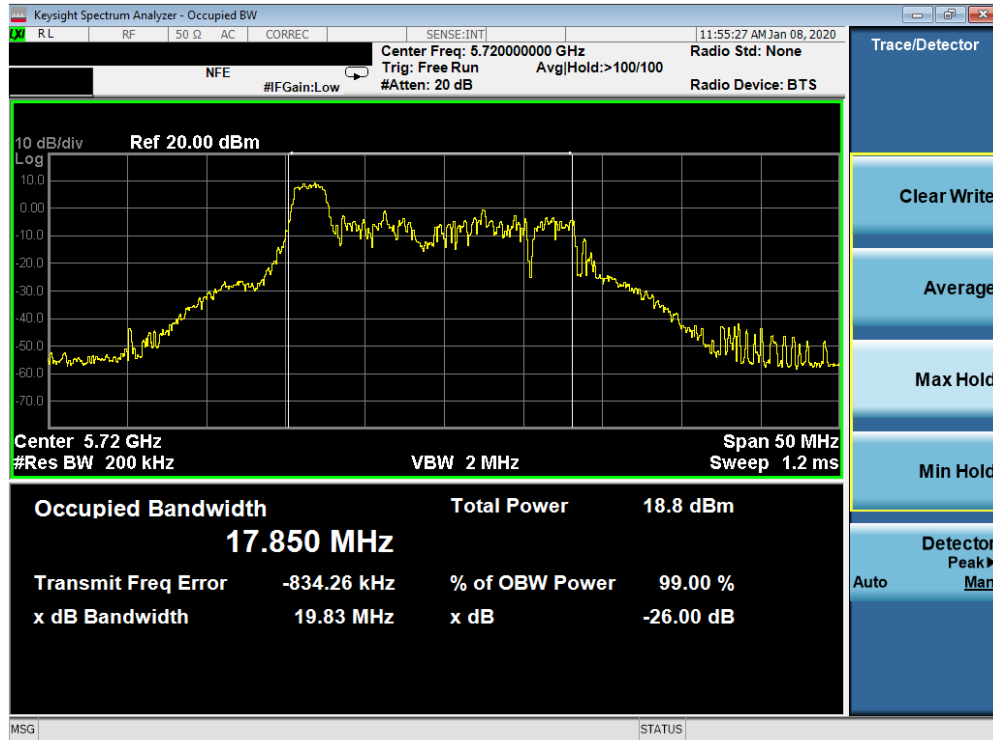 Keysight Spectrum Analyzer - Occupied BW
LXI RL RF 50 Ω AC CORREC SENSE:INT 11:55:27 AM Jan 08, 2020
Center Freq: 5.720000000 GHz Radio Std: None
NFE Trig: Free Run Avg|Hold:>100/100
#IFGain:Low #Atten: 20 dB Radio Device: BTS
Trace/Detector
10 dB/div Ref 20.00 dBm
Log
10.0
0.00
-10.0
-20.0
-30.0
-40.0
-50.0
-60.0
-70.0
Center 5.72 GHz Span 50 MHz
#Res BW 200 kHz VBW 2 MHz Sweep 1.2 ms
Clear Write
Average
Max Hold
Min Hold
Detector
Peak▶
Auto Man
Occupied Bandwidth Total Power 18.8 dBm
17.850 MHz
Transmit Freq Error -834.26 kHz % of OBW Power 99.00 %
x dB Bandwidth 19.83 MHz x dB -26.00 dB
MSG STATUS